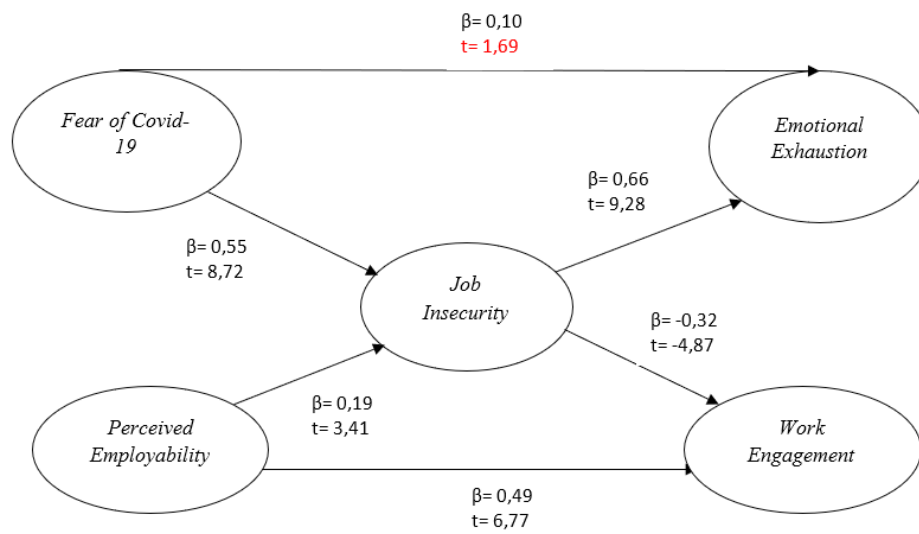 β= 0,10
t= 1,69
Fear of Covid-
19
Emotional
Exhaustion
β= 0,66
t= 9,28
β= 0,55
t= 8,72
Job
Insecurity
β= -0,32
t= -4,87
β= 0,19
t= 3,41
Perceived
Employability
Work
Engagement
β= 0,49
t= 6,77